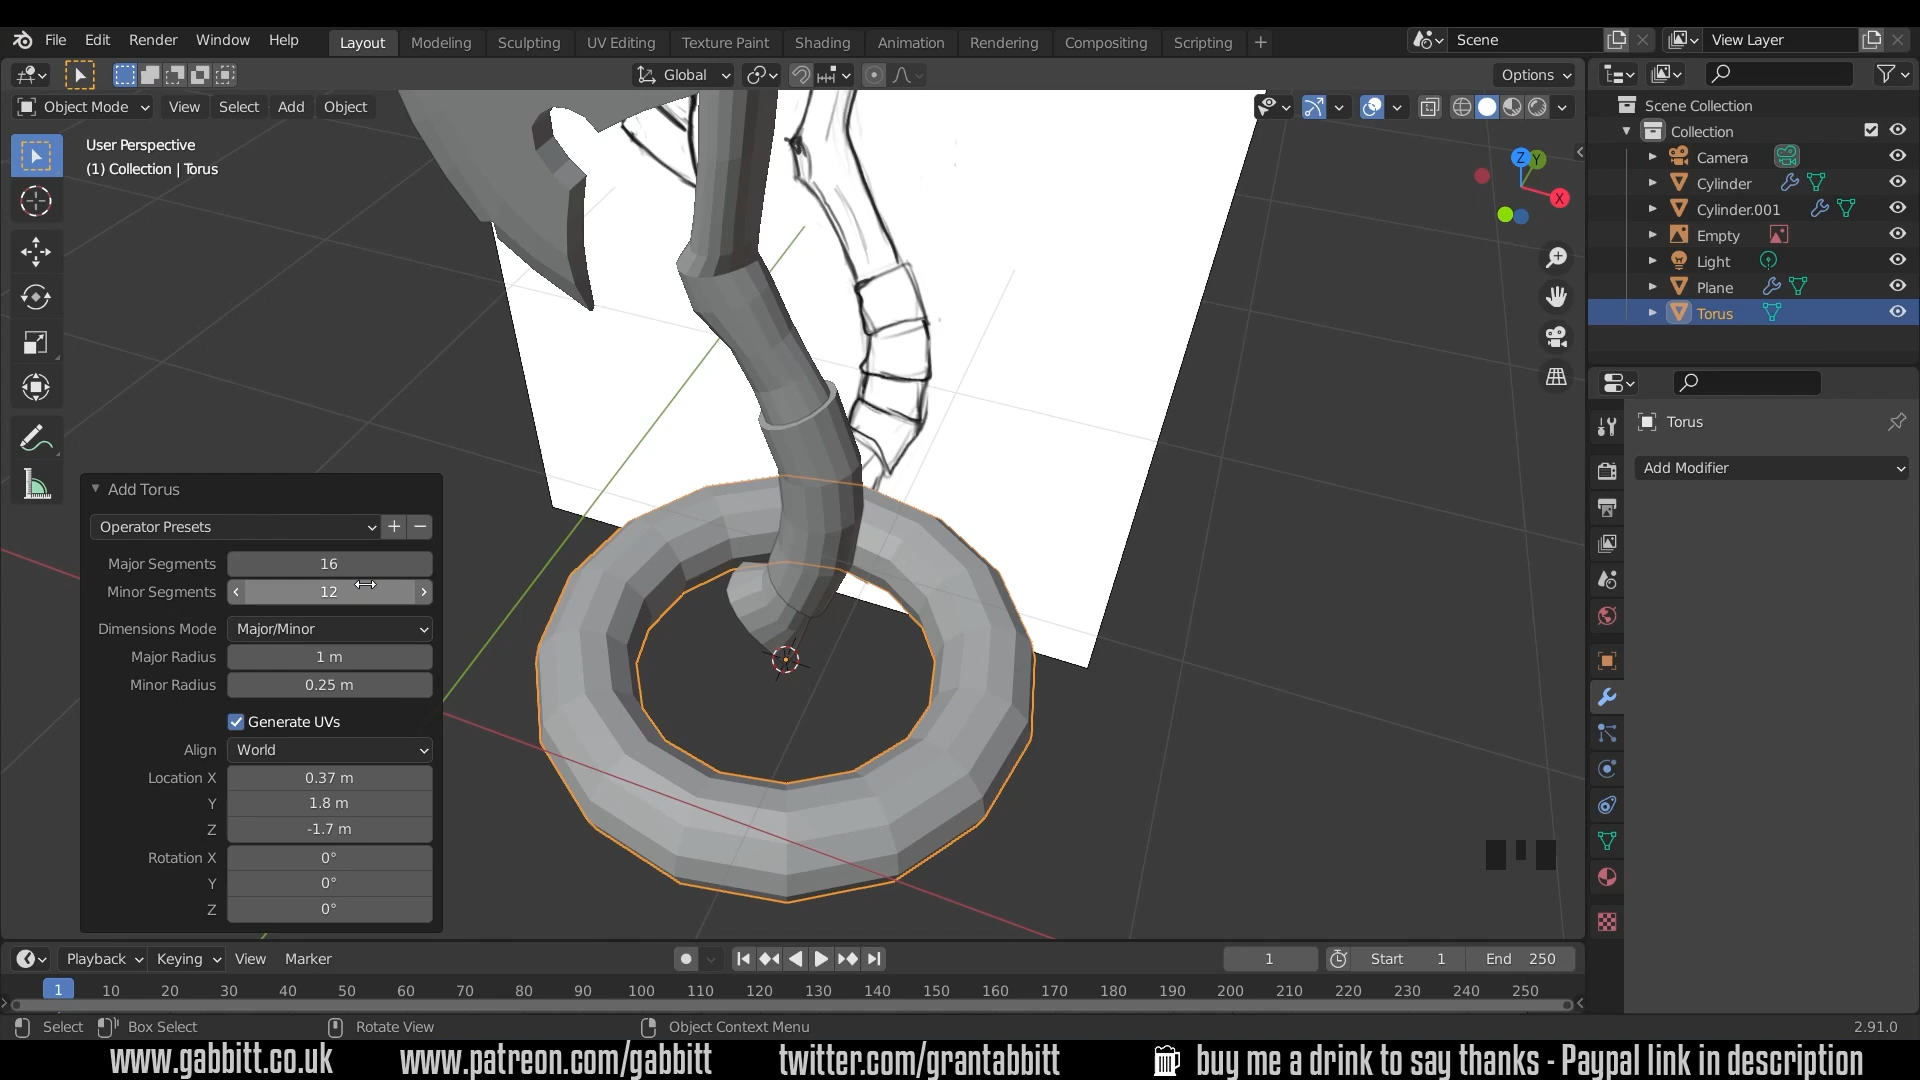 File Edit Render Window Help Layout Modeling Sculpting UV Editing Texture Paint Shading Animation Rendering Compositing Scripting + Scene View Layer
Global Options
Object Mode View Select Add Object
User Perspective
(1) Collection | Torus
Z Y X
Scene Collection
Collection
Camera
Cylinder
Cylinder.001
Empty
Light
Plane
Torus
Torus
Add Modifier
Add Torus
Operator Presets
Major Segments 16
Minor Segments 12
Dimensions Mode Major/Minor
Major Radius 1 m
Minor Radius 0.25 m
Generate UVs
Align World
Location X 0.37 m
Y 1.8 m
Z -1.7 m
Rotation X 0°
Y 0°
Z 0°
Playback Keying View Marker 1 Start 1 End 250
1 10 20 30 40 50 60 70 80 90 100 110 120 130 140 150 160 170 180 190 200 210 220 230 240 250
Select Box Select Rotate View Object Context Menu 2.91.0
www.gabbitt.co.uk www.patreon.com/gabbitt twitter.com/grantabbitt buy me a drink to say thanks - Paypal link in description